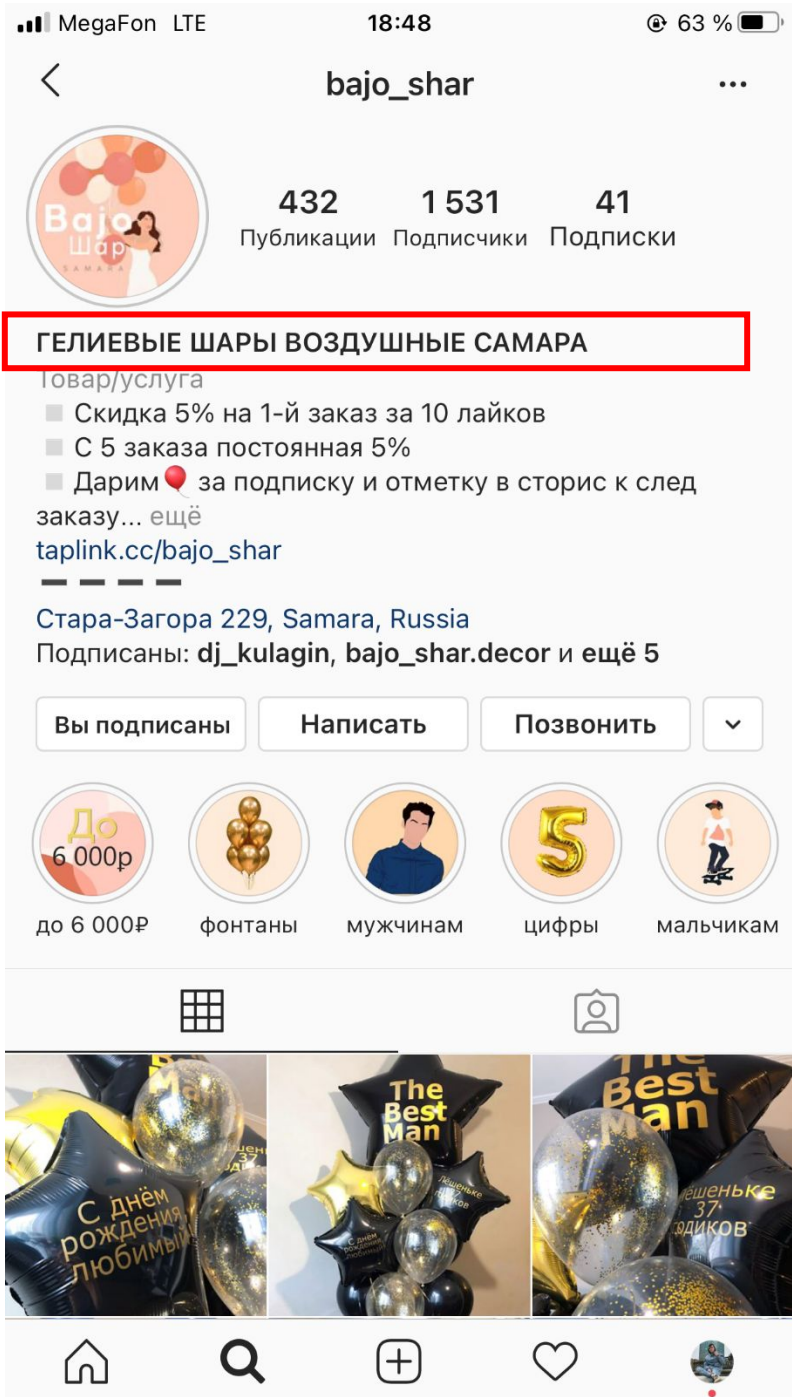 MegaFon LTE 18:48 63 %
bajo_shar
Bajo
Шар
SAMARA
432 1 531 41
Публикации Подписчики Подписки
ГЕЛИЕВЫЕ ШАРЫ ВОЗДУШНЫЕ САМАРА
Товар/услуга
Скидка 5% на 1-й заказ за 10 лайков
С 5 заказа постоянная 5%
Дарим🎈 за подписку и отметку в сторис к след
заказу... ещё
taplink.cc/bajo_shar
Стара-Загора 229, Samara, Russia
Подписаны: dj_kulagin, bajo_shar.decor и ещё 5
Вы подписаны Написать Позвонить
До
6 000р
5
до 6 000₽ фонтаны мужчинам цифры мальчикам
Man
С днём
рождения
любимый
37
The
Best
Man
Лёшеньке
37
годиков
С днём
рождения
любимый
The
Best
Man
37